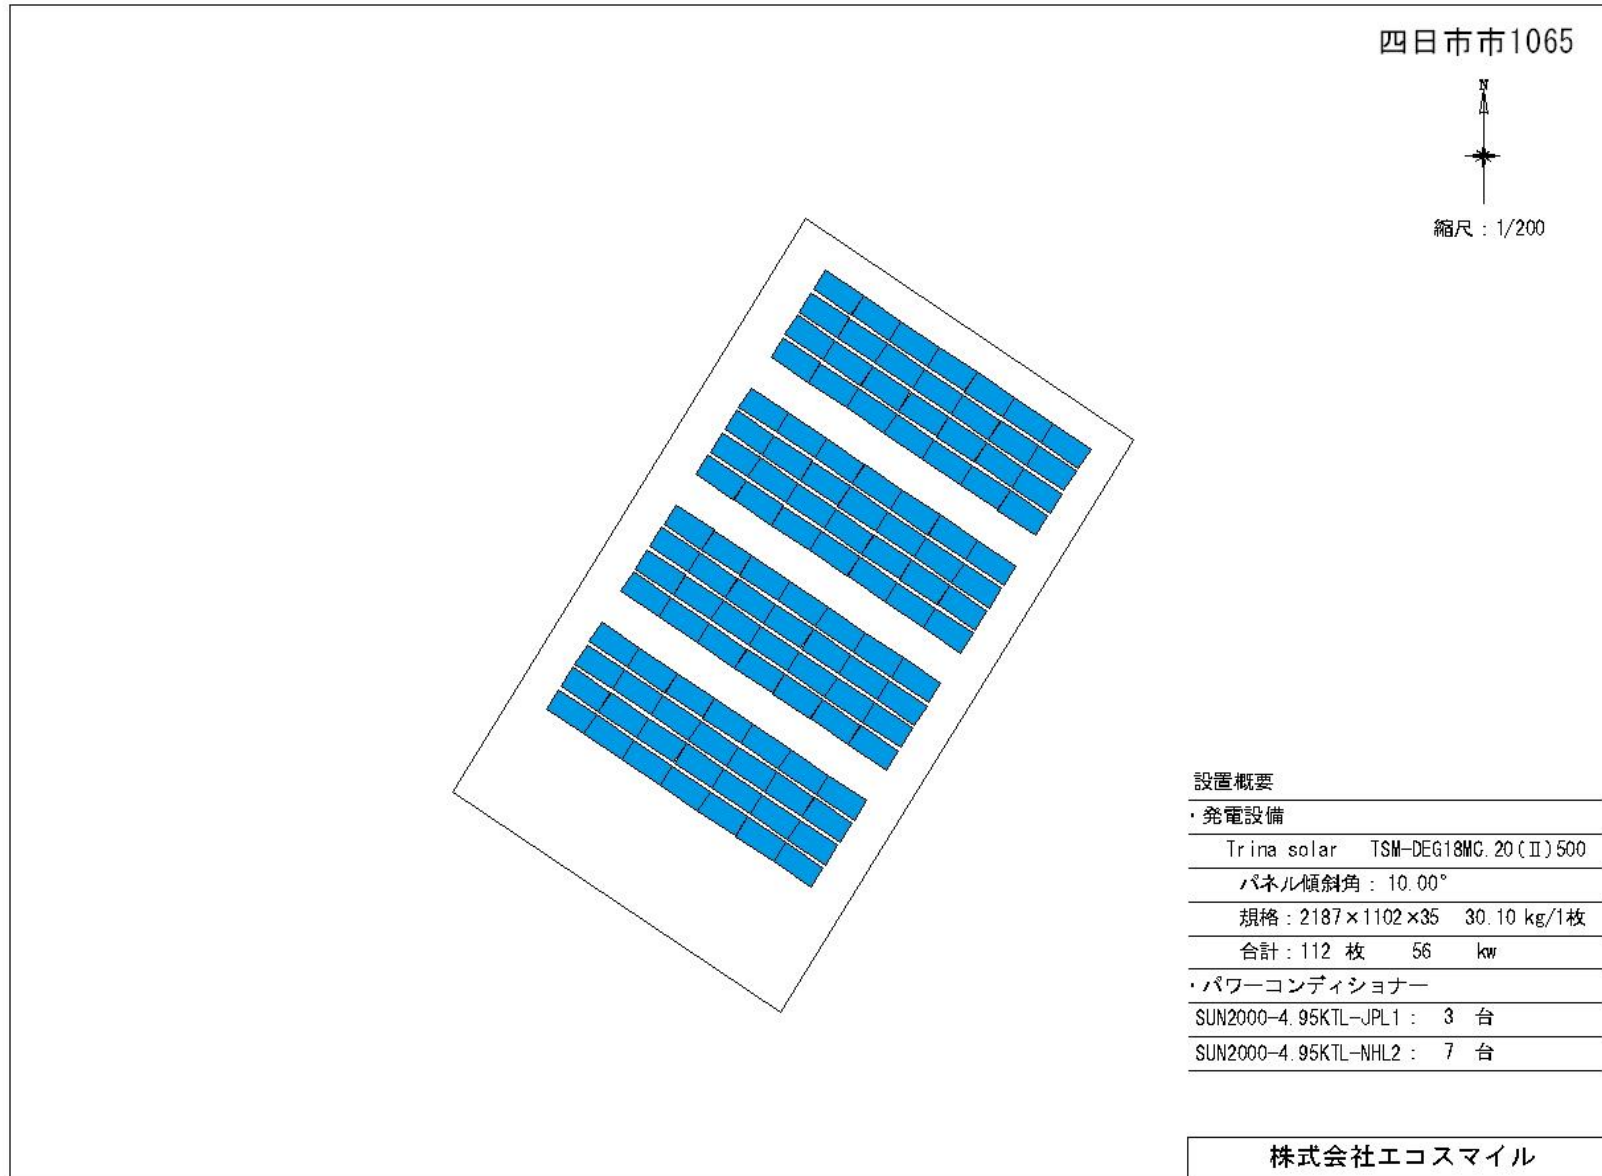 四日市市1065
N
縮尺：1/200
設置概要
・発電設備
Trina solar TSM-DEG18MC.20(Ⅱ)500
パネル傾斜角：10.00°
規格：2187×1102×35 30.10 kg/1枚
合計：112 枚 56 kw
・パワーコンディショナー
SUN2000-4.95KTL-JPL1： 3 台
SUN2000-4.95KTL-NHL2： 7 台
株式会社エコスマイル